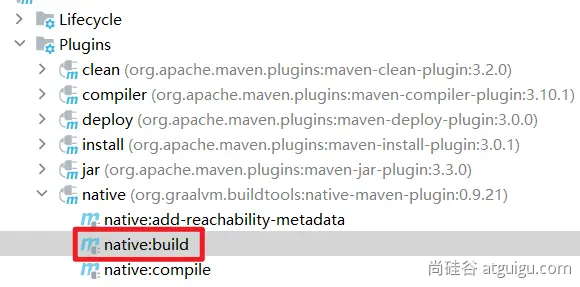 Lifecycle
Plugins
clean (org.apache.maven.plugins:maven-clean-plugin:3.2.0)
compiler (org.apache.maven.plugins:maven-compiler-plugin:3.10.1)
deploy (org.apache.maven.plugins:maven-deploy-plugin:3.0.0)
install (org.apache.maven.plugins:maven-install-plugin:3.0.1)
jar (org.apache.maven.plugins:maven-jar-plugin:3.3.0)
native (org.graalvm.buildtools:native-maven-plugin:0.9.21)
native:add-reachability-metadata
native:build
native:compile
尚硅谷 atguigu.com